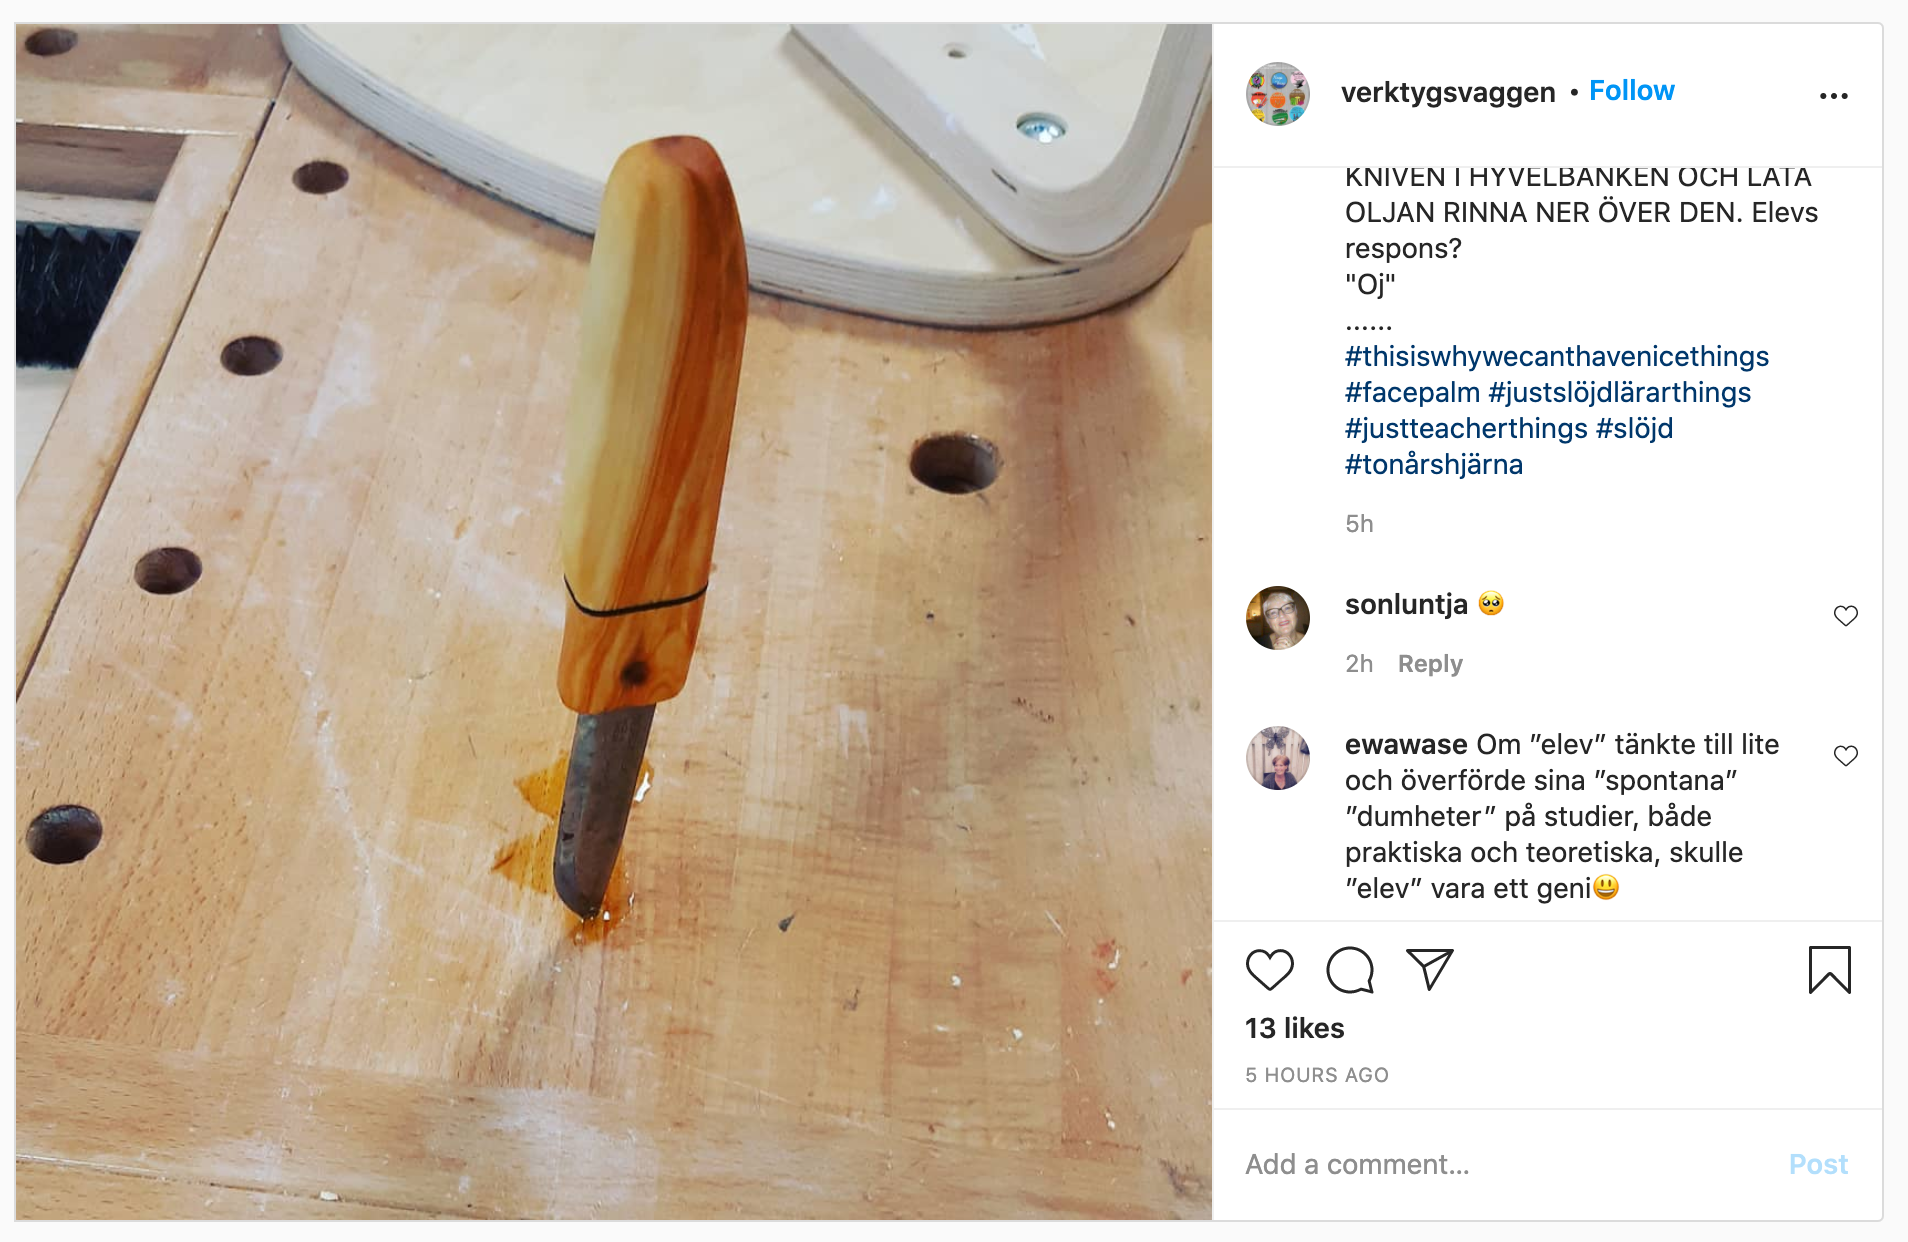 verktygsvaggen • Follow
KNIVEN I HYVELBÄNKEN OCH LÅTA
OLJAN RINNA NER ÖVER DEN. Elevs
respons?
"Oj"
......
#thisiswhywecanthavenicethings
#facepalm #justslöjdlärarthings
#justteacherthings #slöjd
#tonårshjärna
5h
sonluntja 🥺
2h Reply
ewawase Om ”elev” tänkte till lite
och överförde sina ”spontana”
”dumheter” på studier, både
praktiska och teoretiska, skulle
”elev” vara ett geni😃
13 likes
5 HOURS AGO
Add a comment...
Post